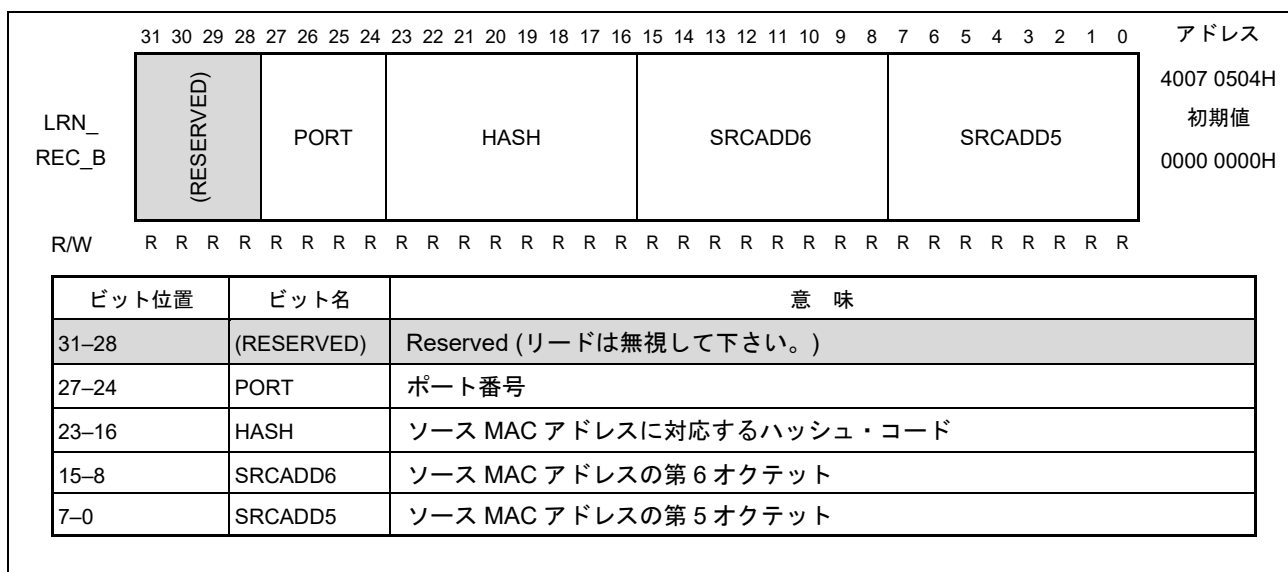 31 30 29 28 27 26 25 24 23 22 21 20 19 18 17 16 15 14 13 12 11 10 9 8 7 6 5 4 3 2 1 0 アドレス
LRN_
REC_B
(RESERVED)
PORT
HASH
SRCADD6
SRCADD5
4007 0504H
初期値
0000 0000H
R/W R R R R R R R R R R R R R R R R R R R R R R R R R R R R R R R R
ビット位置 ビット名 意 味
31–28 (RESERVED) Reserved (リードは無視して下さい。)
27–24 PORT ポート番号
23–16 HASH ソース MAC アドレスに対応するハッシュ・コード
15–8 SRCADD6 ソース MAC アドレスの第 6 オクテット
7–0 SRCADD5 ソース MAC アドレスの第 5 オクテット